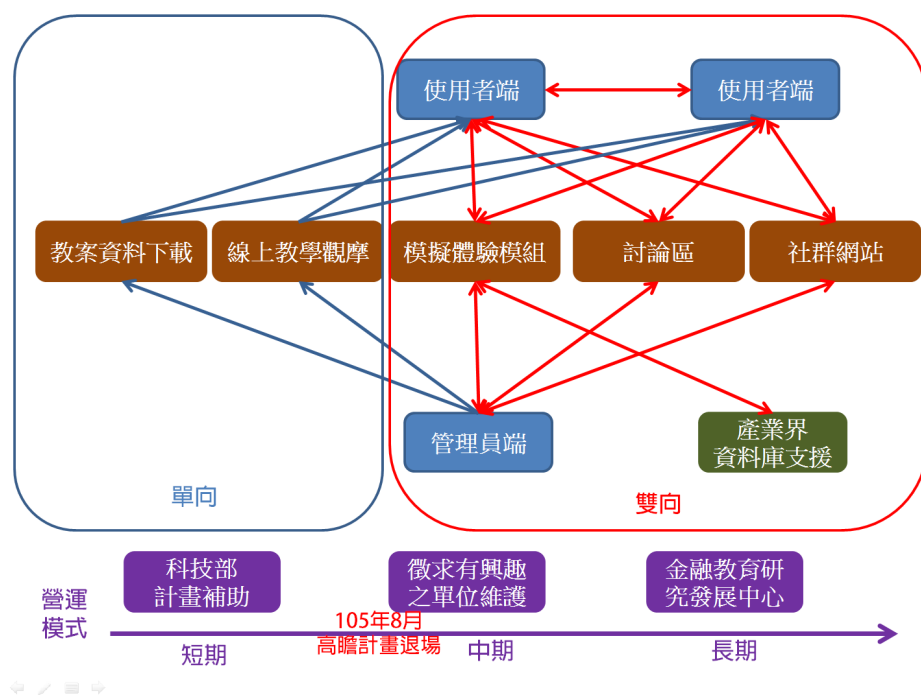 使用者端
使用者端
教案資料下載
線上教學觀摩
模擬體驗模組
討論區
社群網站
管理員端
產業界
資料庫支援
單向
雙向
科技部
計畫補助
徵求有興趣
之單位維護
金融教育研
究發展中心
營運
模式
105年8月
高瞻計畫退場
短期
中期
長期